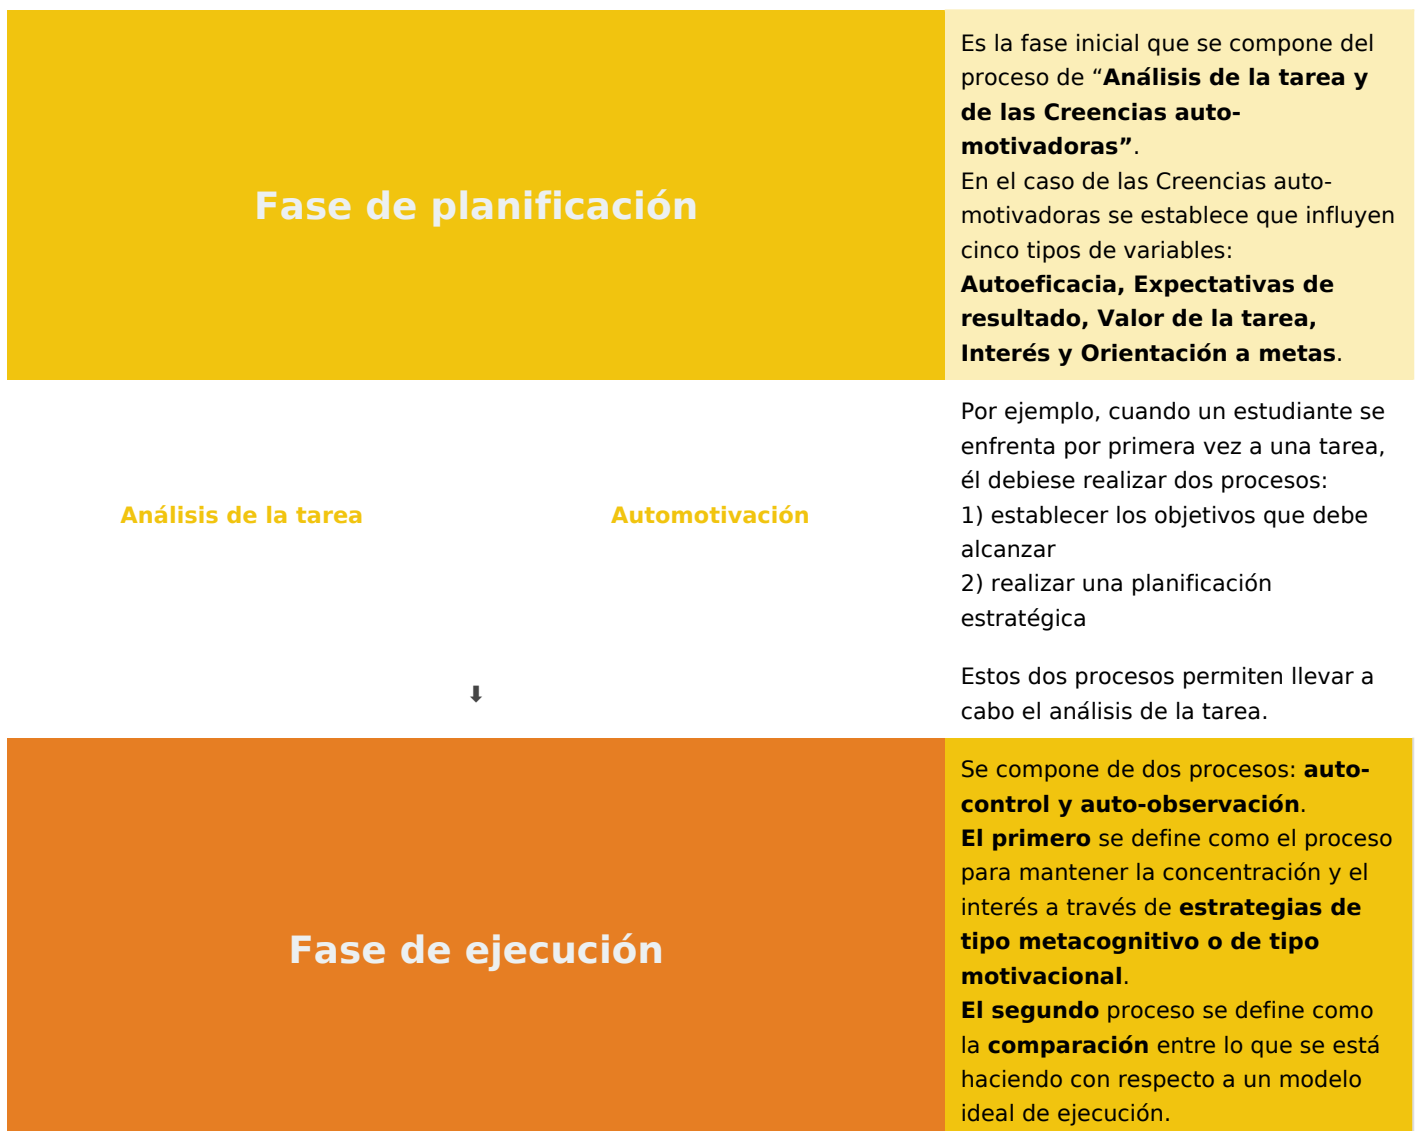 Fase de planificación
Es la fase inicial que se compone del
proceso de “Análisis de la tarea y
de las Creencias auto-
motivadoras”.
En el caso de las Creencias auto-
motivadoras se establece que influyen
cinco tipos de variables:
Autoeficacia, Expectativas de
resultado, Valor de la tarea,
Interés y Orientación a metas.
Análisis de la tarea
Automotivación
Por ejemplo, cuando un estudiante se
enfrenta por primera vez a una tarea,
él debiese realizar dos procesos:
1) establecer los objetivos que debe
alcanzar
2) realizar una planificación
estratégica
⬇
Estos dos procesos permiten llevar a
cabo el análisis de la tarea.
Fase de ejecución
Se compone de dos procesos: auto-
control y auto-observación.
El primero se define como el proceso
para mantener la concentración y el
interés a través de estrategias de
tipo metacognitivo o de tipo
motivacional.
El segundo proceso se define como
la comparación entre lo que se está
haciendo con respecto a un modelo
ideal de ejecución.